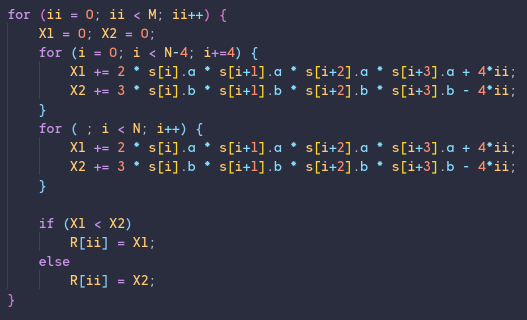 for (ii = 0; ii < M; ii++) {
    X1 = 0; X2 = 0;
    for (i = 0; i < N-4; i+=4) {
        X1 += 2 * s[i].a * s[i+1].a * s[i+2].a * s[i+3].a + 4*ii;
        X2 += 3 * s[i].b * s[i+1].b * s[i+2].b * s[i+3].b - 4*ii;
    }
    for ( ; i < N; i++) {
        X1 += 2 * s[i].a * s[i+1].a * s[i+2].a * s[i+3].a + 4*ii;
        X2 += 3 * s[i].b * s[i+1].b * s[i+2].b * s[i+3].b - 4*ii;
    }

    if (X1 < X2)
        R[ii] = X1;
    else
        R[ii] = X2;
}